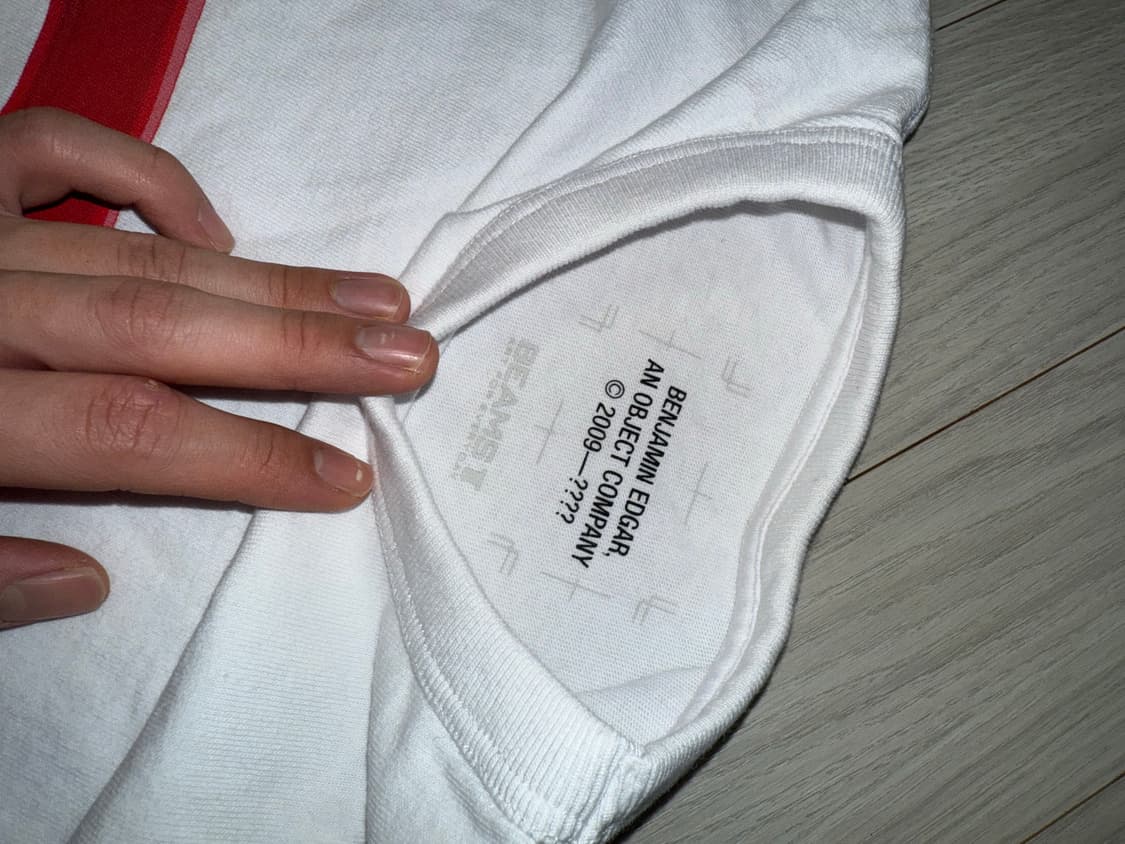 BENJAMIN EDGAR,
AN OBJECT COMPANY
© 2009—????
BEAMS T